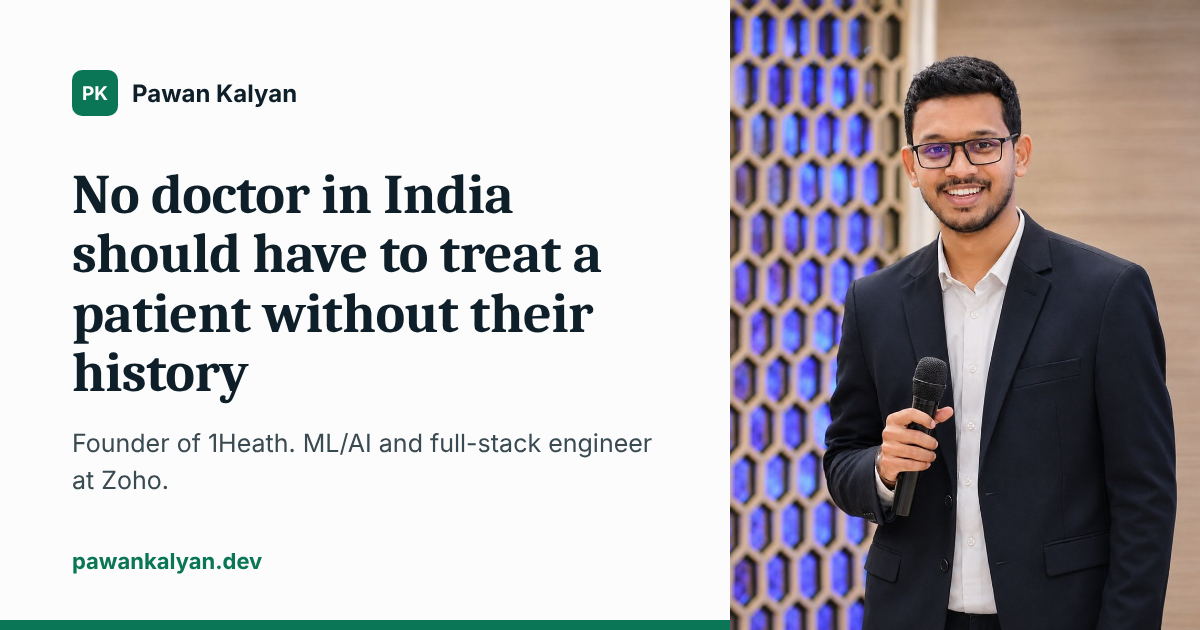 PK
Pawan Kalyan
No doctor in India
should have to treat a
patient without their
history
Founder of 1Heath. ML/AI and full-stack engineer
at Zoho.
pawankalyan.dev